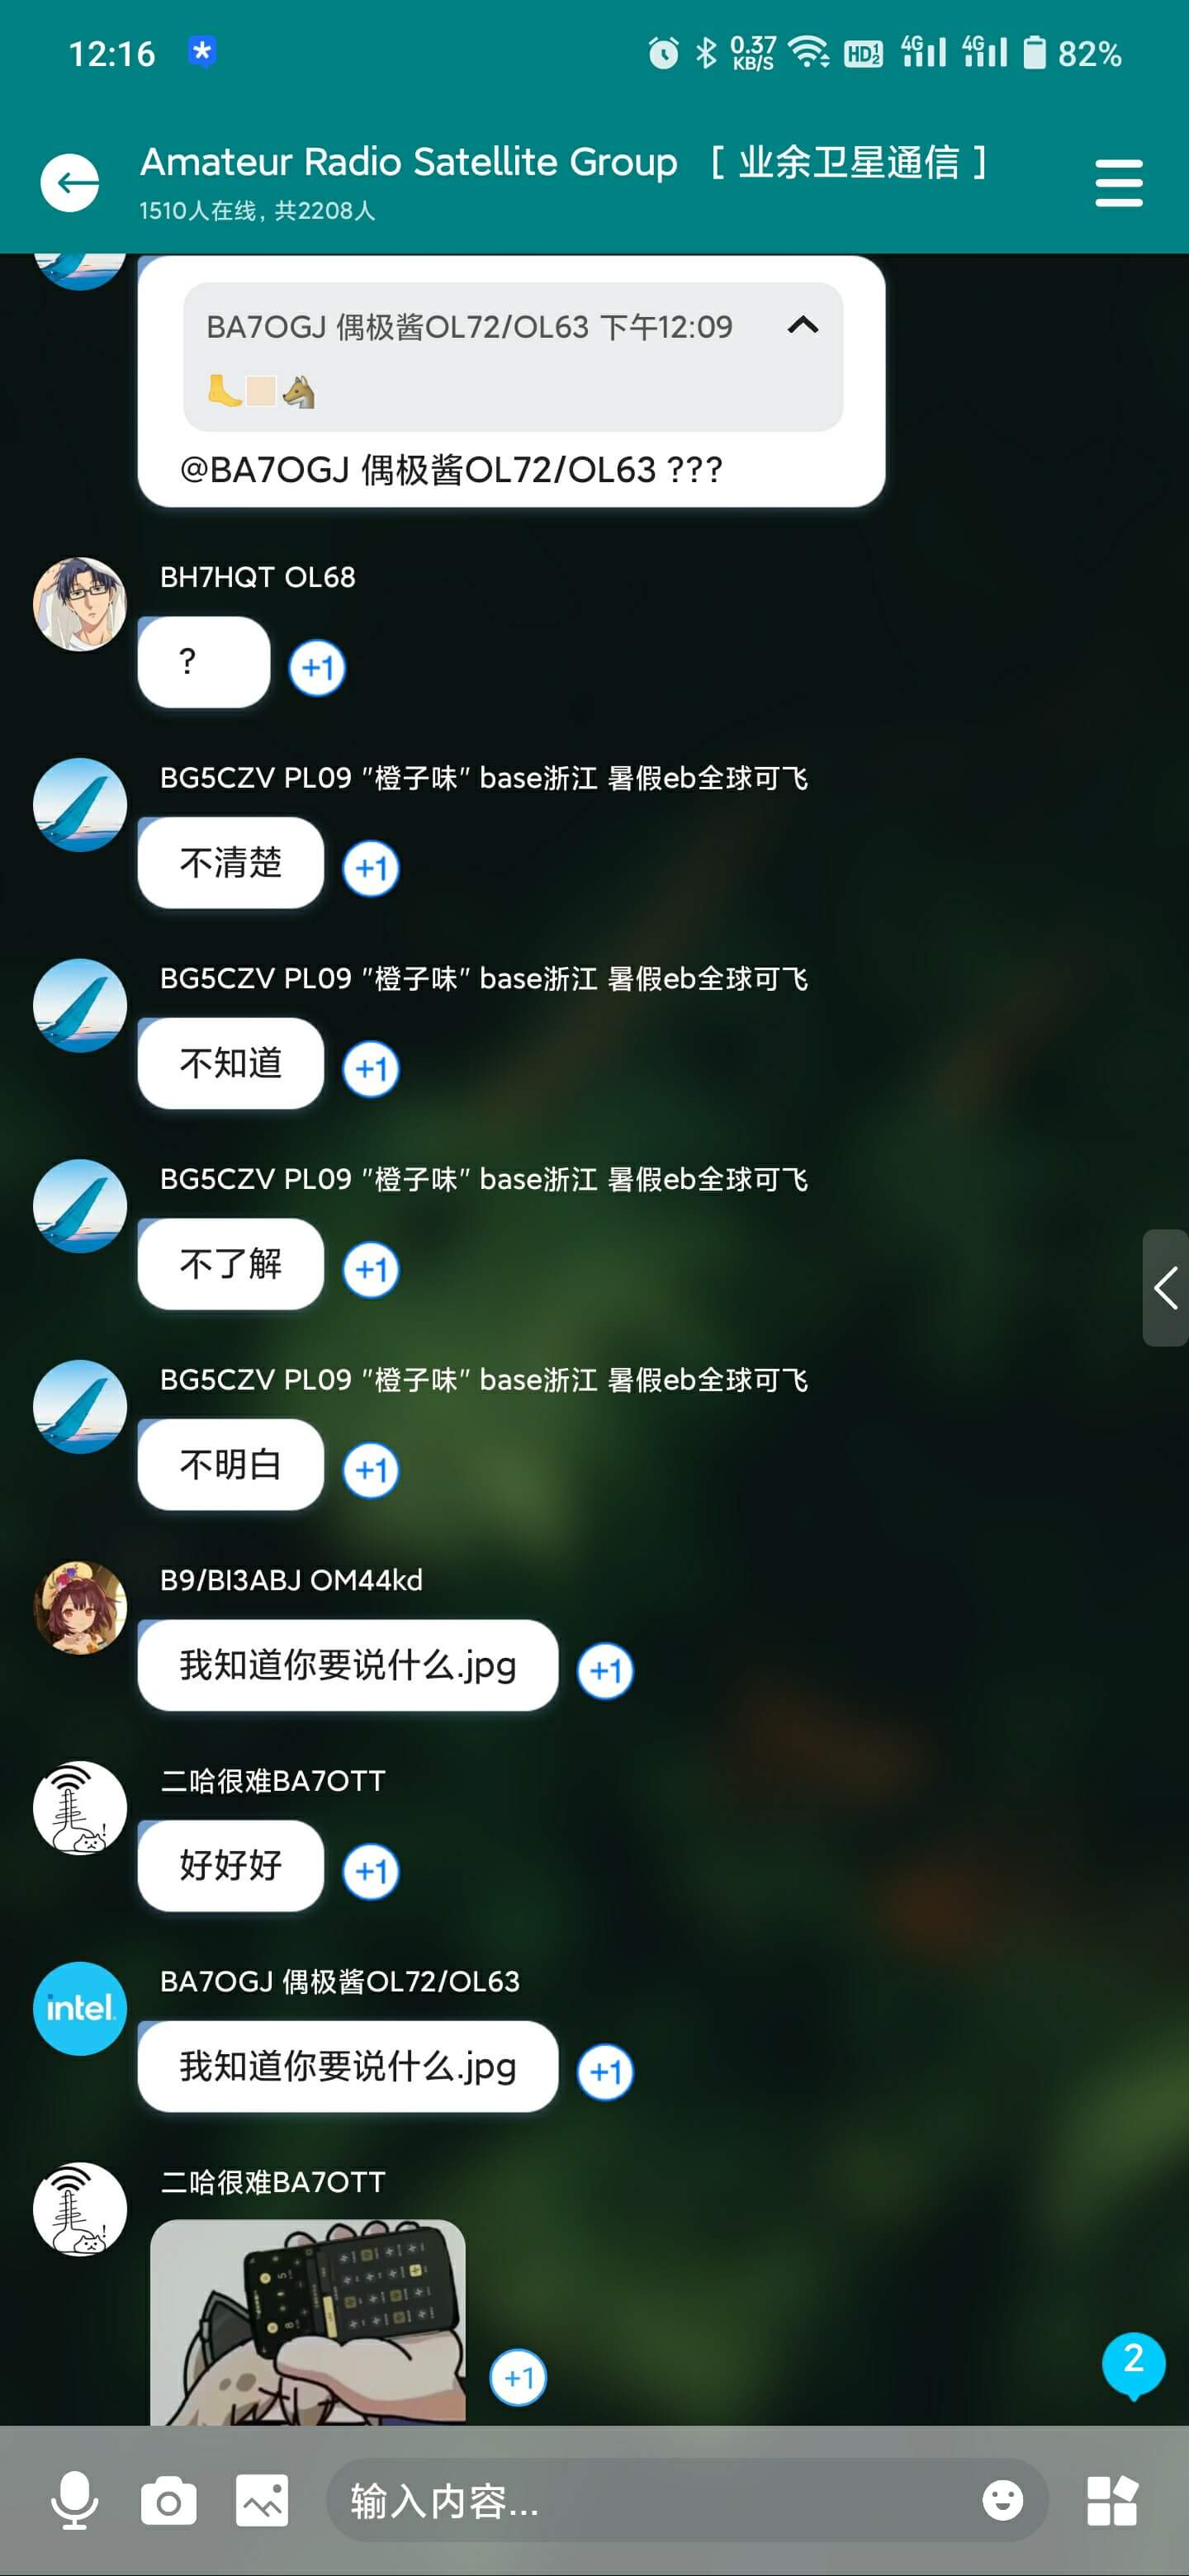 12:16
0.37
KB/S
HD
1
2
4G
4G
82%
Amateur Radio Satellite Group [ 业余卫星通信 ]
1510人在线, 共2208人
BA7OGJ 偶极酱OL72/OL63 下午12:09
@BA7OGJ 偶极酱OL72/OL63 ???
BH7HQT OL68
?
+1
BG5CZV PL09 "橙子味" base浙江 暑假eb全球可飞
不清楚
+1
BG5CZV PL09 "橙子味" base浙江 暑假eb全球可飞
不知道
+1
BG5CZV PL09 "橙子味" base浙江 暑假eb全球可飞
不了解
+1
BG5CZV PL09 "橙子味" base浙江 暑假eb全球可飞
不明白
+1
B9/BI3ABJ OM44kd
我知道你要说什么.jpg
+1
二哈很难BA7OTT
好好好
+1
intel.
BA7OGJ 偶极酱OL72/OL63
我知道你要说什么.jpg
+1
二哈很难BA7OTT
+1
2
输入内容...